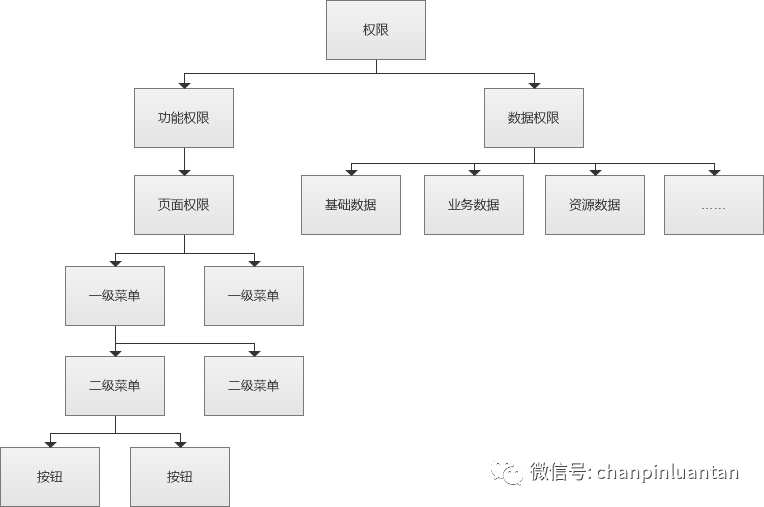 权限
功能权限
数据权限
页面权限
基础数据
业务数据
资源数据
……
一级菜单
一级菜单
二级菜单
二级菜单
按钮
按钮
微信号: chanpinluantan